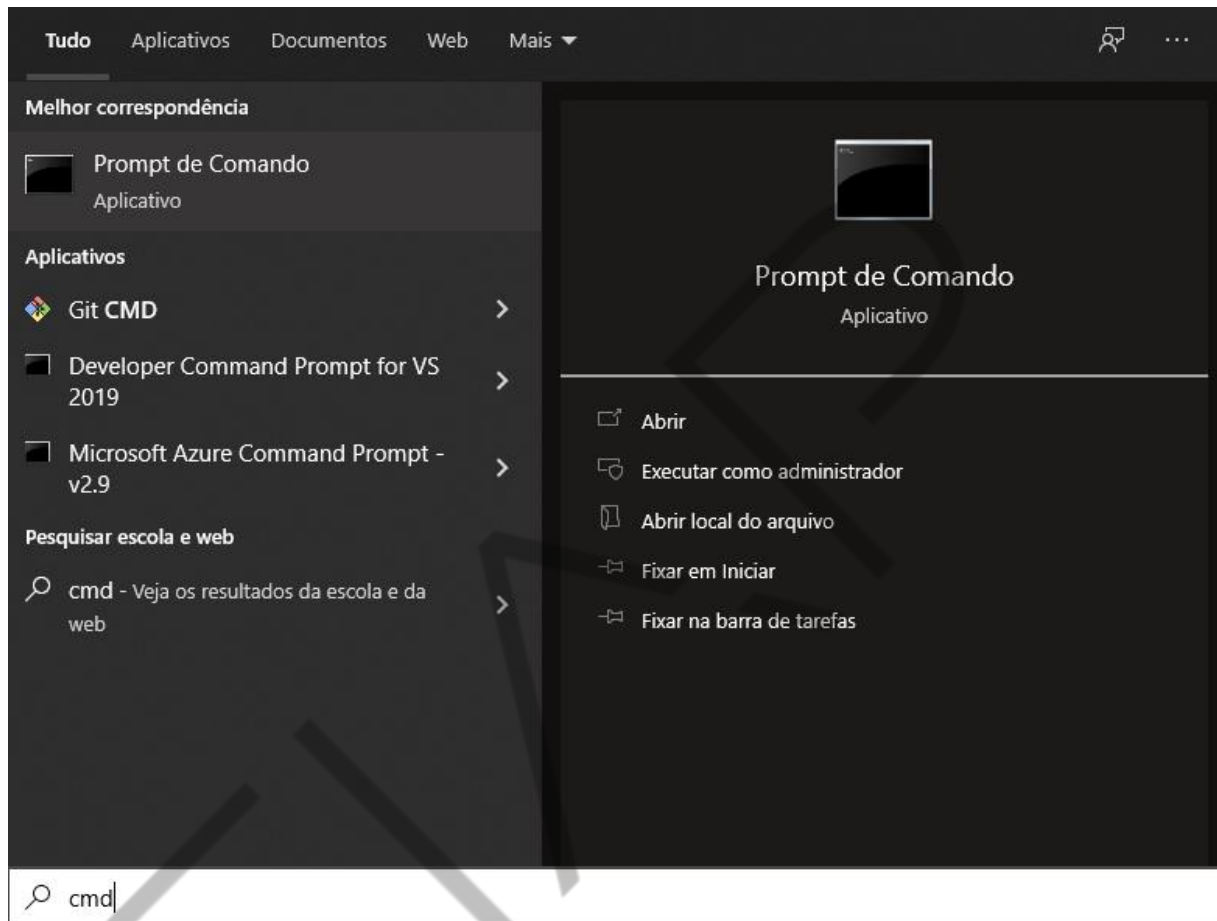 Tudo Aplicativos Documentos Web Mais
Melhor correspondência
Prompt de Comando
Aplicativo
Aplicativos
Git CMD
Developer Command Prompt for VS
2019
Microsoft Azure Command Prompt -
v2.9
Pesquisar escola e web
cmd - Veja os resultados da escola e da
web
Prompt de Comando
Aplicativo
Abrir
Executar como administrador
Abrir local do arquivo
Fixar em Iniciar
Fixar na barra de tarefas
cmd